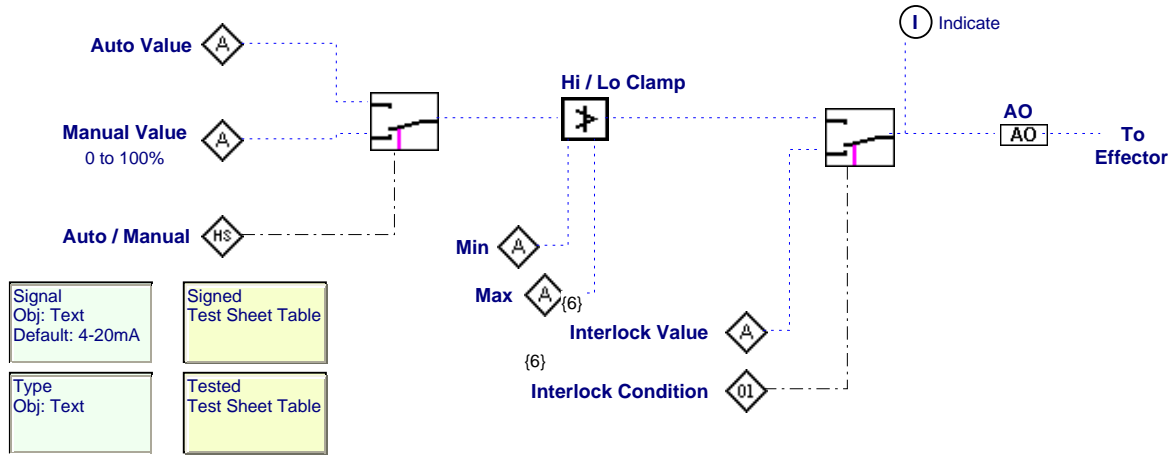 I Indicate
Auto Value A
Hi / Lo Clamp
AO
Manual Value A
0 to 100%
AO
To
Effector
Auto / Manual HS
Min A
Max A {6}
Interlock Value A
{6}
Interlock Condition 01
Signal
Obj: Text
Default: 4-20mA
Signed
Test Sheet Table
Type
Obj: Text
Tested
Test Sheet Table